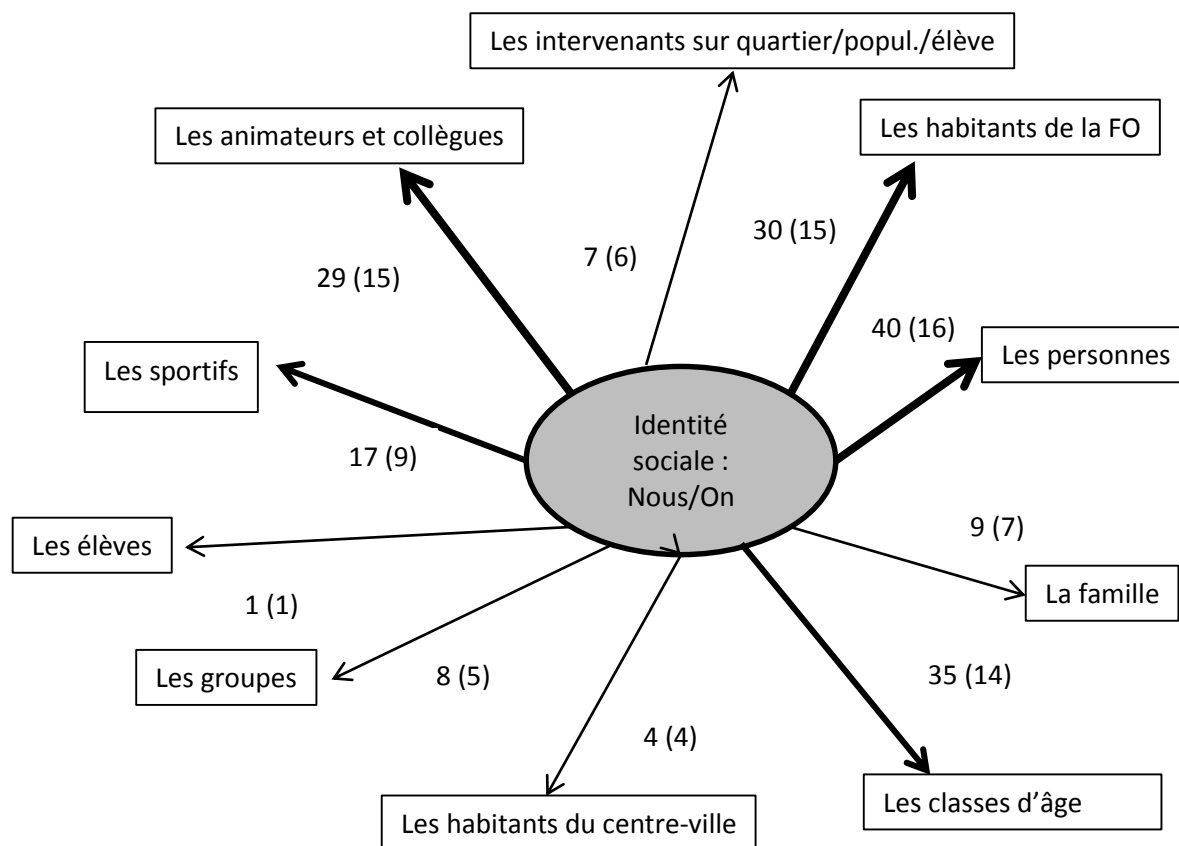 Les intervenants sur quartier/popul./élève
Les animateurs et collègues
Les habitants de la FO
7 (6)
30 (15)
29 (15)
40 (16)
Les personnes
Les sportifs
Identité
sociale :
Nous/On
17 (9)
9 (7)
Les élèves
La famille
1 (1)
Les groupes
8 (5)
35 (14)
4 (4)
Les classes d’âge
Les habitants du centre-ville